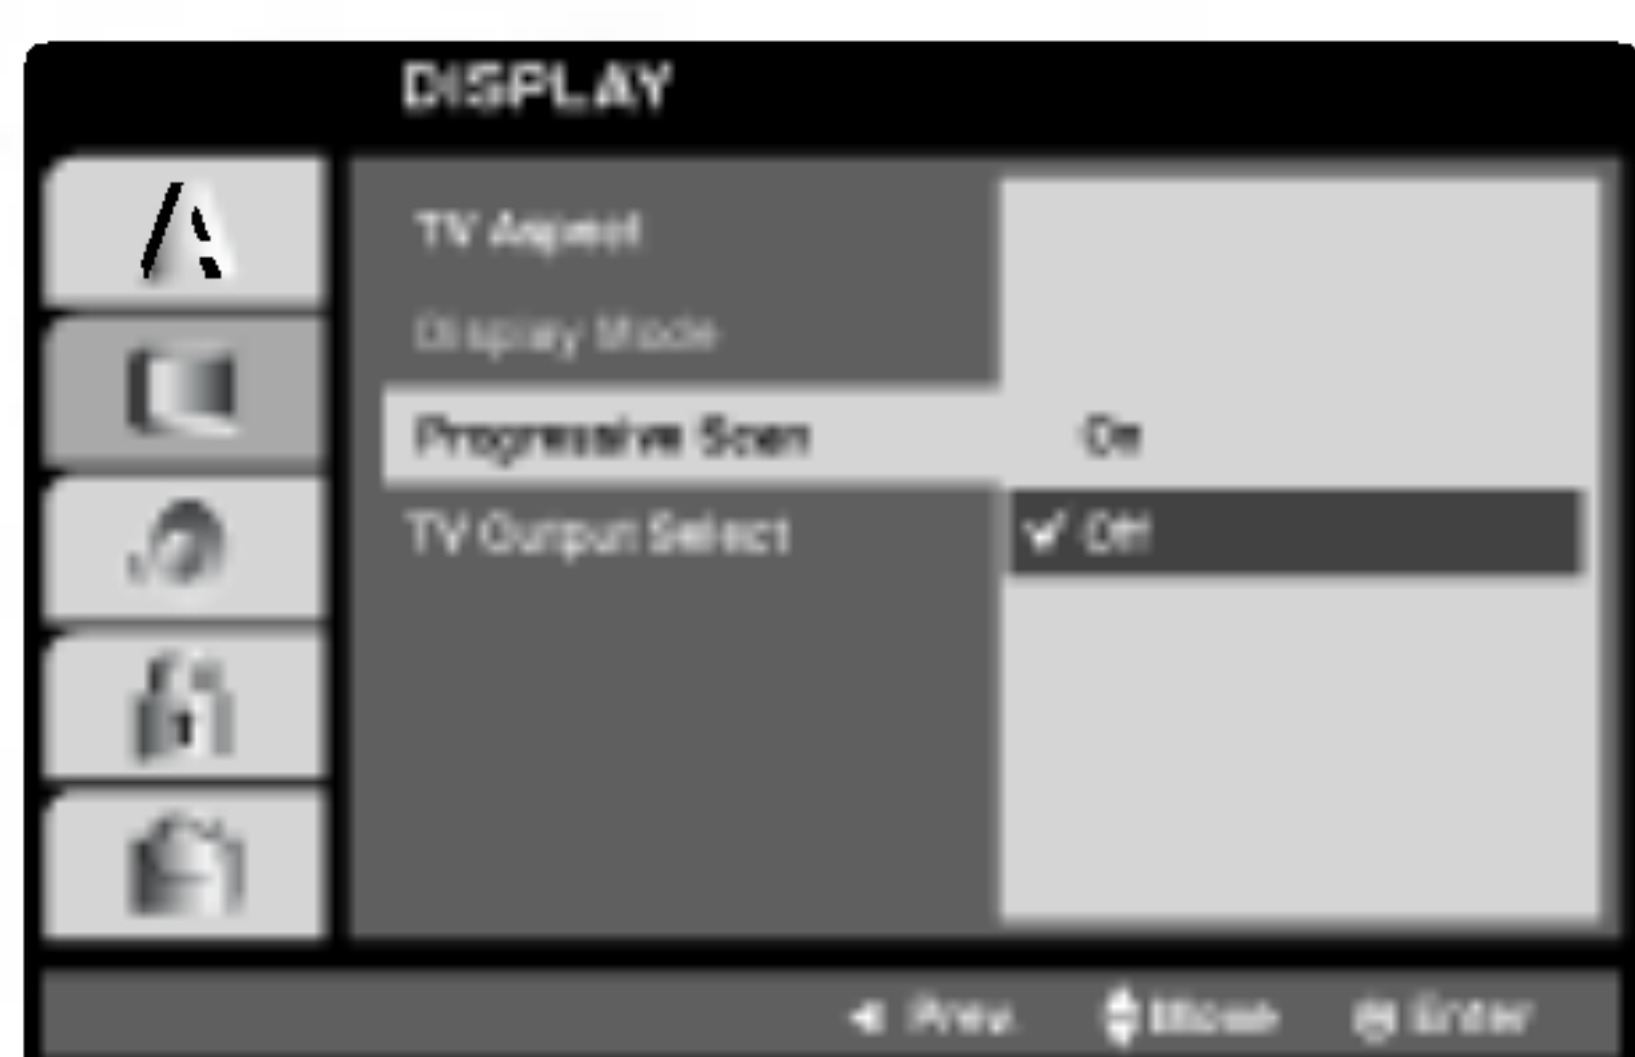 DISPLAY
TV Aspect
Display Mode
Progressive Scan On
TV Output Select ✔ Off
◄ Prev. Move Enter